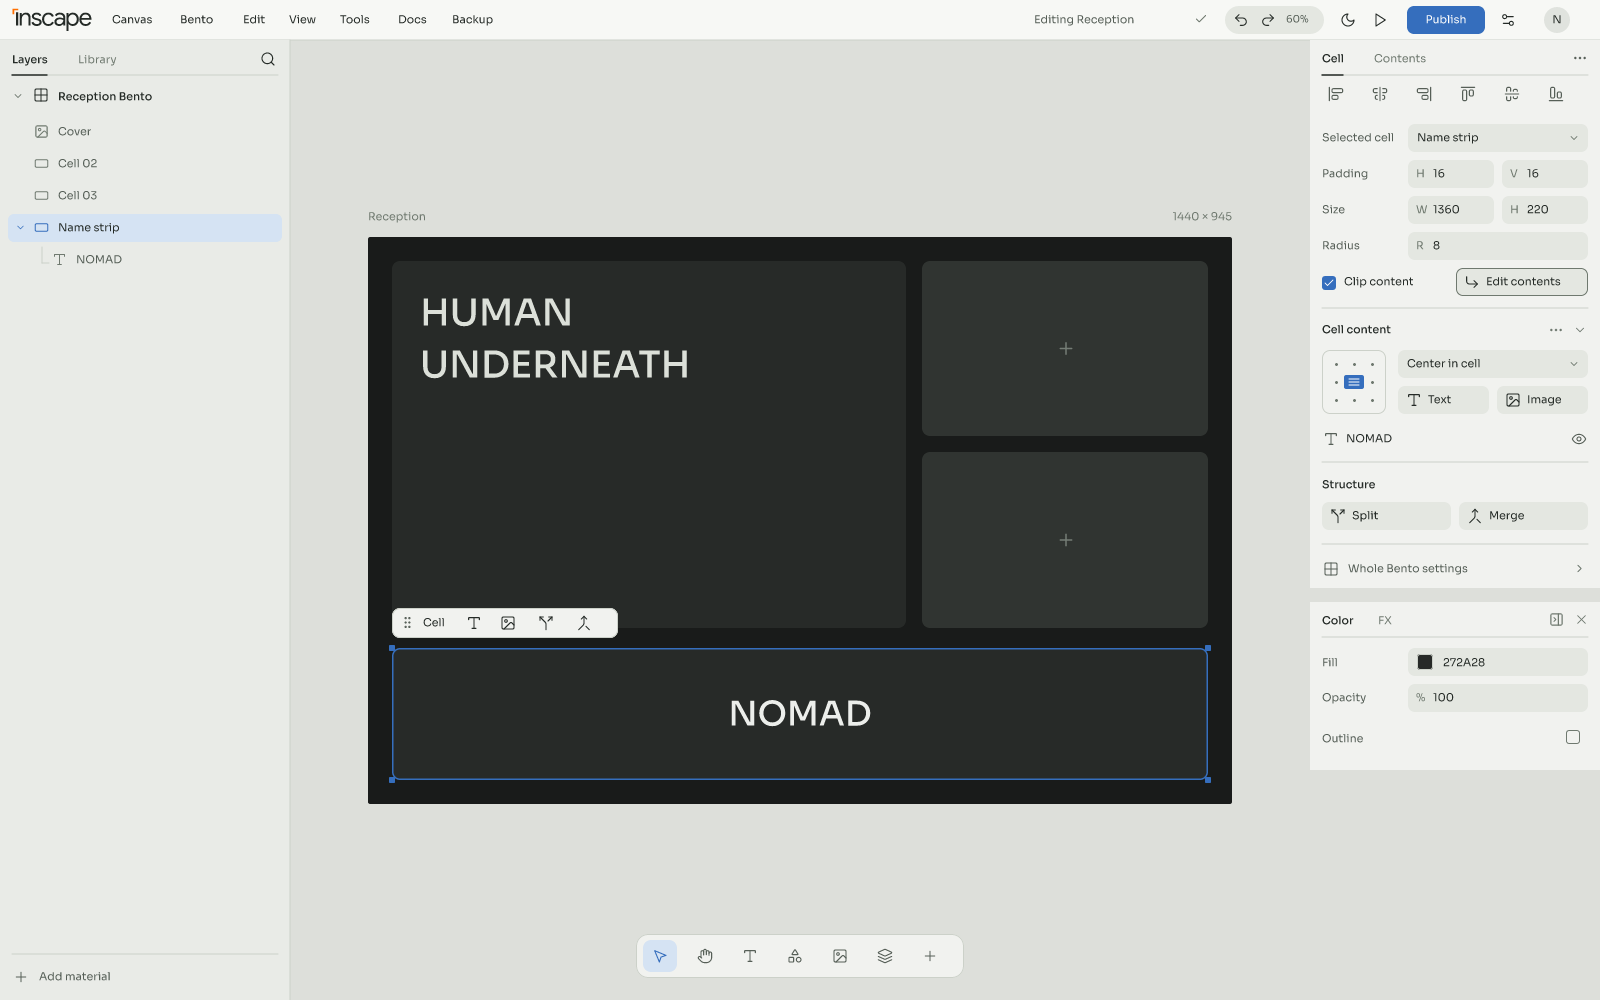 inscape
Canvas
Bento
Edit
View
Tools
Docs
Backup
Editing Reception
60%
Publish
N
Layers
Library
Reception Bento
Cover
Cell 02
Cell 03
Name strip
NOMAD
Add material
Reception
1440 × 945
HUMAN
UNDERNEATH
Cell
NOMAD
Cell
Contents
Selected cell
Name strip
Padding
H 16
V 16
Size
W 1360
H 220
Radius
R 8
Clip content
Edit contents
Cell content
Center in cell
Text
Image
NOMAD
Structure
Split
Merge
Whole Bento settings
Color
FX
Fill
272A28
Opacity
% 100
Outline